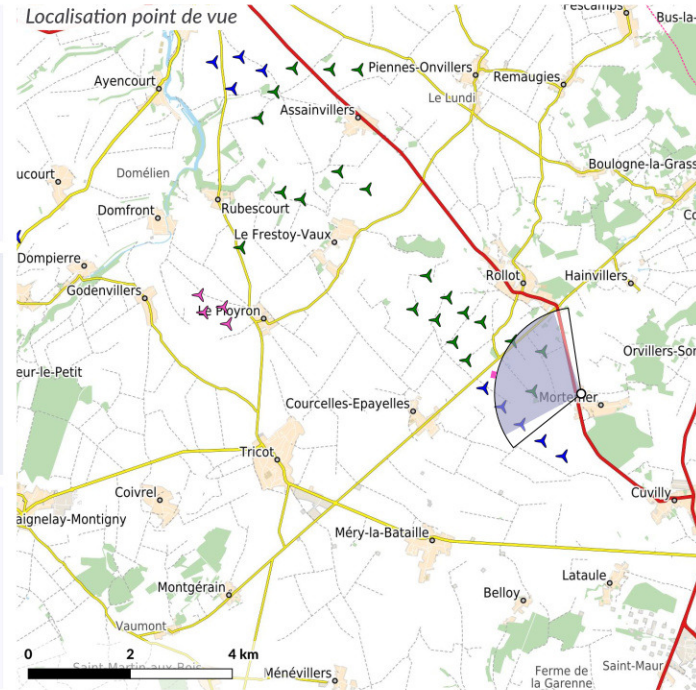 Localisation point de vue
Fescamps
Bus-la-
Piennes-Onvillers
Remaugies
Ayencourt
Le Lundi
Assainvillers
Boulogne-la-Grass
ucourt
Domélien
Rubescourt
Domfront
Le Frestoy-Vaux
Dompierre
Rollot
Hainvillers
Godenvillers
Le Ployron
Orvillers-Sor
eur-le-Petit
Mortemer
Courcelles-Epayelles
Tricot
Coivrel
Cuvilly
aignelay-Montigny
Méry-la-Bataille
Lataule
Montgérain
Belloy
Vaumont
0 2 4 km
Saint-Martin-aux-Bois
Ménévillers
Ferme de
la Garenne
Saint-Maur